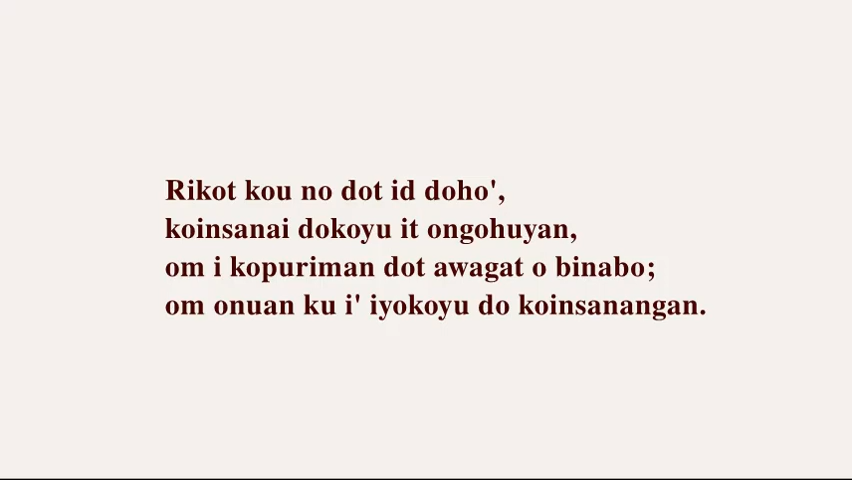 Rikot kou no dot id doho',
koinsanai dokoyu it ongohuyan,
om i kopuriman dot awagat o binabo;
om onuan ku i' iyokoyu do koinsanangan.